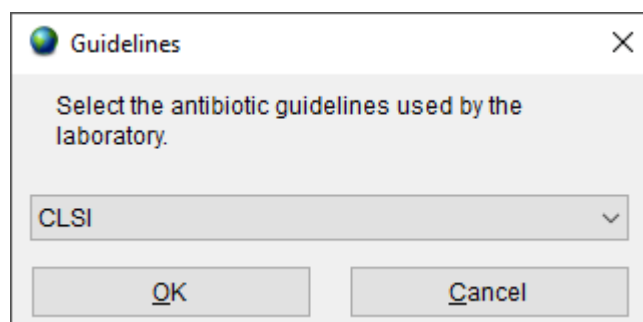 Guidelines
Select the antibiotic guidelines used by the
laboratory.
CLSI
OK
Cancel